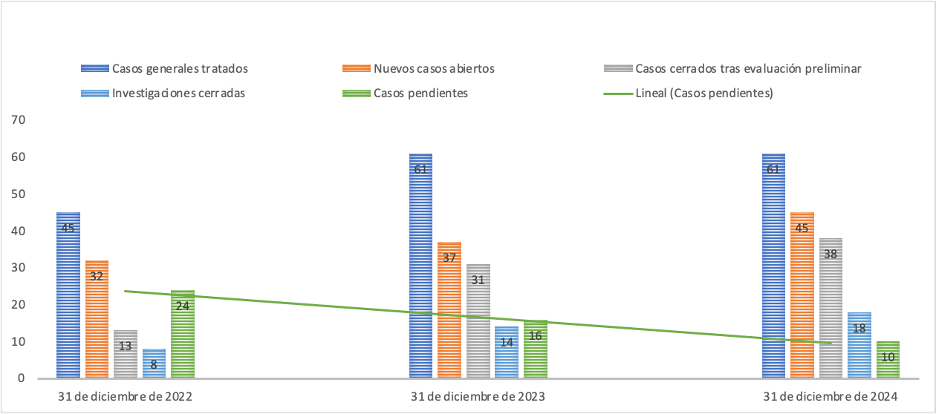 Casos generales tratados
Nuevos casos abiertos
Casos cerrados tras evaluación preliminar
Investigaciones cerradas
Casos pendientes
Lineal (Casos pendientes)
70
60
50
40
30
20
10
0
45
32
13
8
24
61
37
31
14
16
61
45
38
18
10
31 de diciembre de 2022
31 de diciembre de 2023
31 de diciembre de 2024